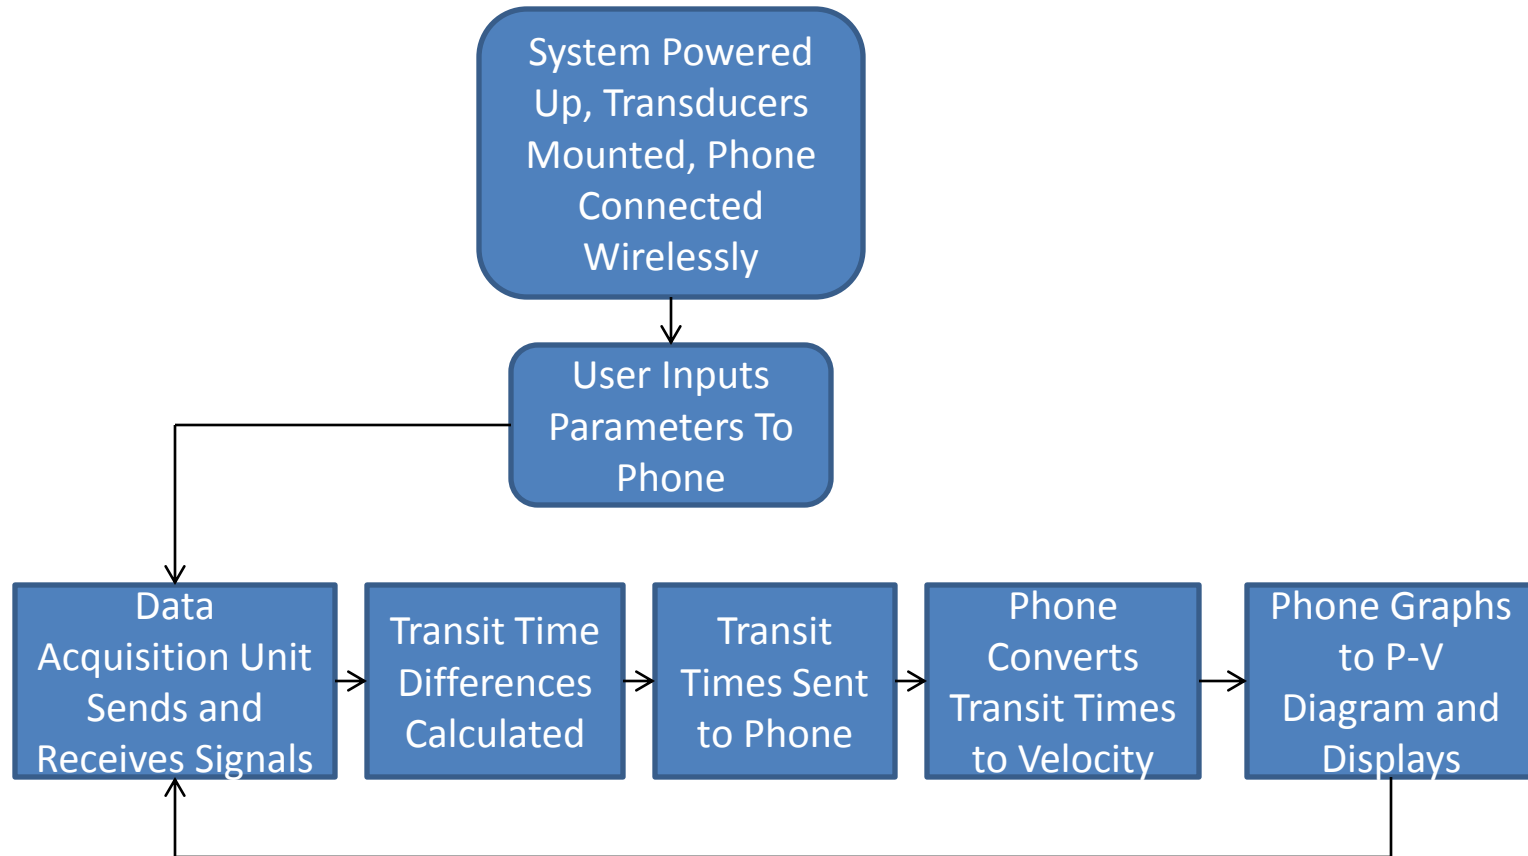 System Powered
Up, Transducers
Mounted, Phone
Connected
Wirelessly
User Inputs
Parameters To
Phone
Data
Acquisition Unit
Sends and
Receives Signals
Transit Time
Differences
Calculated
Transit
Times Sent
to Phone
Phone
Converts
Transit Times
to Velocity
Phone Graphs
to P-V
Diagram and
Displays